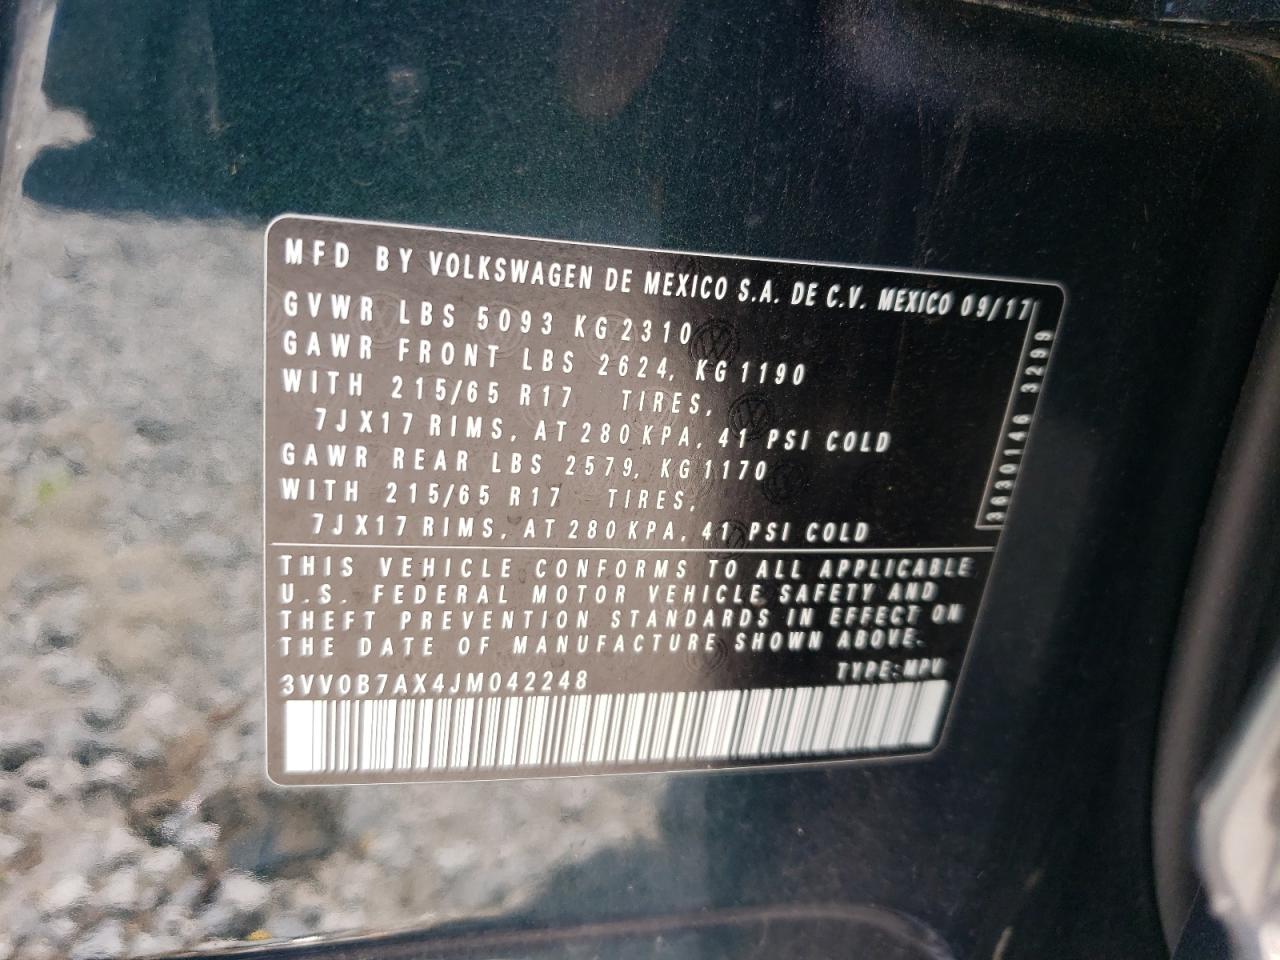 MFD BY VOLKSWAGEN DE MEXICO S.A. DE C.V. MEXICO 09/17
GVWR LBS 5093 KG 2310
GAWR FRONT LBS 2624, KG 1190
WITH 215/65 R17 TIRES,
7JX17 RIMS, AT 280 KPA, 41 PSI COLD
GAWR REAR LBS 2579, KG 1170
WITH 215/65 R17 TIRES,
7JX17 RIMS, AT 280 KPA, 41 PSI COLD
3630146 3299
THIS VEHICLE CONFORMS TO ALL APPLICABLE
U.S. FEDERAL MOTOR VEHICLE SAFETY AND
THEFT PREVENTION STANDARDS IN EFFECT ON
THE DATE OF MANUFACTURE SHOWN ABOVE.
TYPE:MPV
3VV0B7AX4JM042248